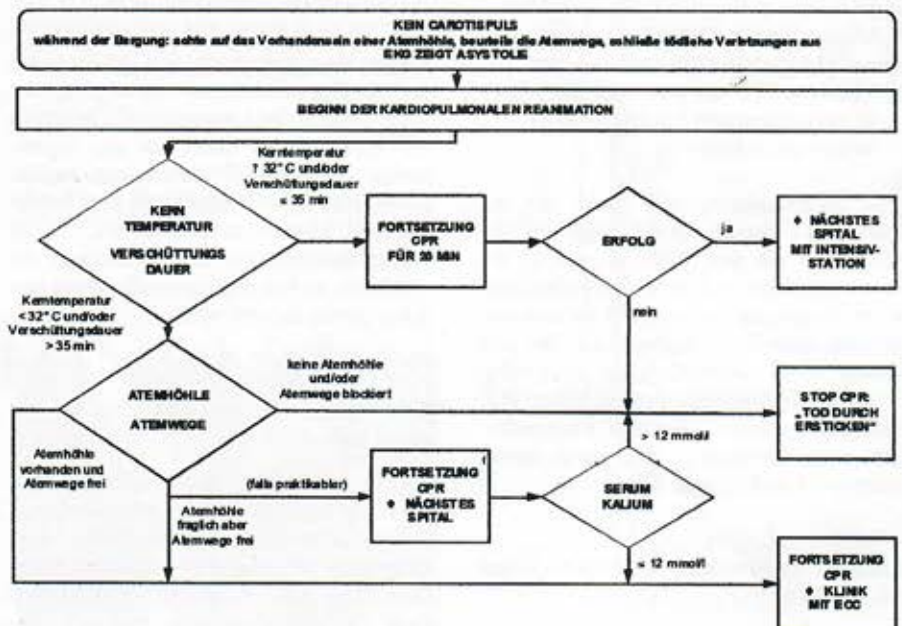 KEIN CAROTISPULS
während der Bergung: achte auf das Vorhandensein einer Atemhöhle, beurteile die Atemwege, schließe tödliche Verletzungen aus
EKG ZEIGT ASYSTOLIE
BEGINN DER KARDIOPULMONALEN REANIMATION
Kerntemperatur
? 32° C und/oder
Verschüttungsdauer
≤ 35 min
KERN
TEMPERATUR
VERSCHÜTTUNGS
DAUER
FORTSETZUNG
CPR
FÜR 20 MIN
ERFOLG
ja
♦ NÄCHSTES
SPITAL
MIT INTENSIV-
STATION
nein
Kerntemperatur
< 32° C und/oder
Verschüttungsdauer
> 35 min
keine Atemhöhle
und/oder
Atemwege blockiert
ATEMHÖHLE
ATEMWEGE
STOP CPR:
„TOD DURCH
ERSTICKEN“
> 12 mmol/l
Atemhöhle
vorhanden und
Atemwege frei
(falls praktikabler)
FORTSETZUNG
CPR
♦ NÄCHSTES
SPITAL
SERUM
KALIUM
Atemhöhle
fraglich aber
Atemwege frei
≤ 12 mmol/l
FORTSETZUNG
CPR
♦ KLINIK
MIT ECC